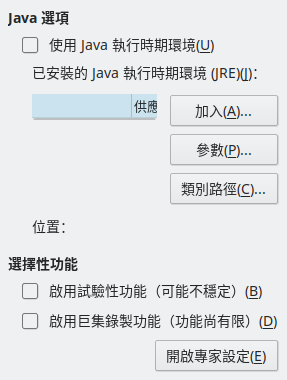 Java 選項
使用 Java 執行時期環境(U)
已安裝的 Java 執行時期環境 (JRE)(J)：
供應
加入(A)...
參數(P)...
類別路徑(C)...
位置：
選擇性功能
啟用試驗性功能（可能不穩定）(B)
啟用巨集錄製功能（功能尚有限）(D)
開啟專家設定(E)